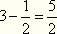 3 - 1/2 = 5/2